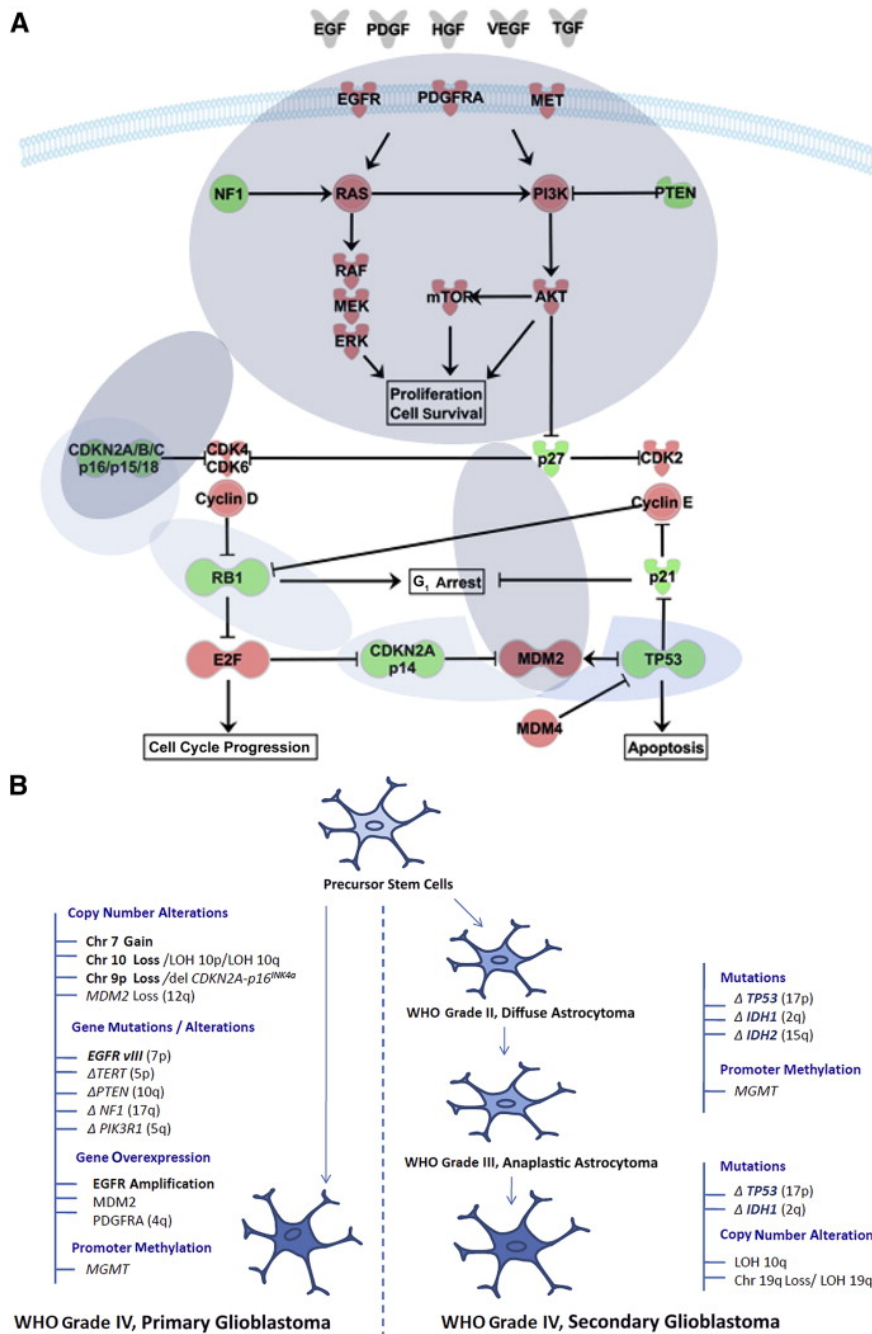 A
EGF PDGF HGF VEGF TGF
EGFR PDGFRA MET
NF1 RAS PI3K PTEN
RAF
mTOR AKT
MEK
ERK
Proliferation
Cell Survival
CDKN2A/B/C
p16/p15/18
CDK4
CDK6
p27 CDK2
Cyclin D Cyclin E
RB1 G1 Arrest p21
E2F CDKN2A
p14 MDM2 TP53
MDM4
Cell Cycle Progression Apoptosis
B
Precursor Stem Cells
Copy Number Alterations
Chr 7 Gain
Chr 10 Loss /LOH 10p/LOH 10q
Chr 9p Loss /del CDKN2A-p16INK4a
MDM2 Loss (12q)
Gene Mutations / Alterations
EGFR vIII (7p)
ΔTERT (5p)
ΔPTEN (10q)
Δ NF1 (17q)
Δ PIK3R1 (5q)
Gene Overexpression
EGFR Amplification
MDM2
PDGFRA (4q)
Promoter Methylation
MGMT
WHO Grade IV, Primary Glioblastoma
WHO Grade II, Diffuse Astrocytoma
WHO Grade III, Anaplastic Astrocytoma
Mutations
Δ TP53 (17p)
Δ IDH1 (2q)
Δ IDH2 (15q)
Promoter Methylation
MGMT
Mutations
Δ TP53 (17p)
Δ IDH1 (2q)
Copy Number Alteration
LOH 10q
Chr 19q Loss/ LOH 19q
WHO Grade IV, Secondary Glioblastoma